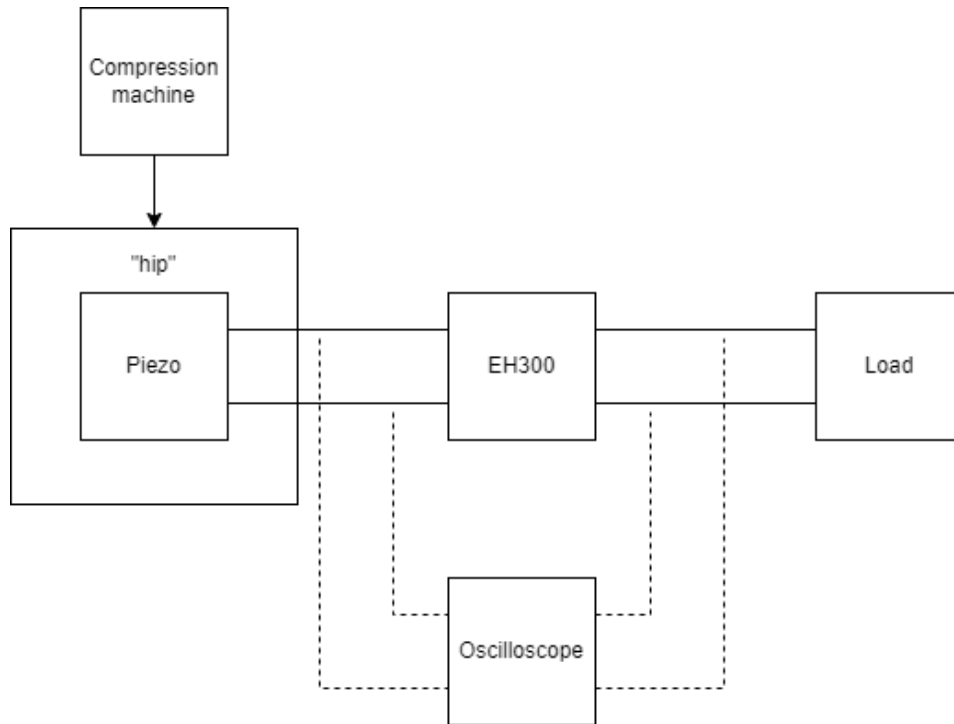 Compression
machine
"hip"
Piezo
EH300
Load
Oscilloscope